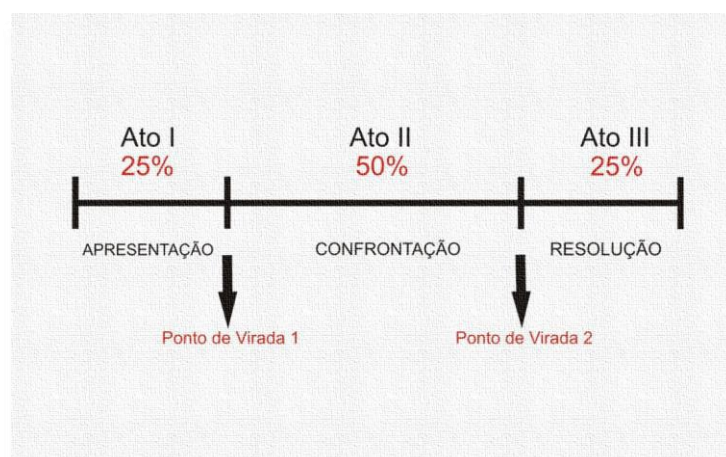 Ato I
25%
Ato II
50%
Ato III
25%
APRESENTAÇÃO
CONFRONTAÇÃO
RESOLUÇÃO
Ponto de Virada 1
Ponto de Virada 2